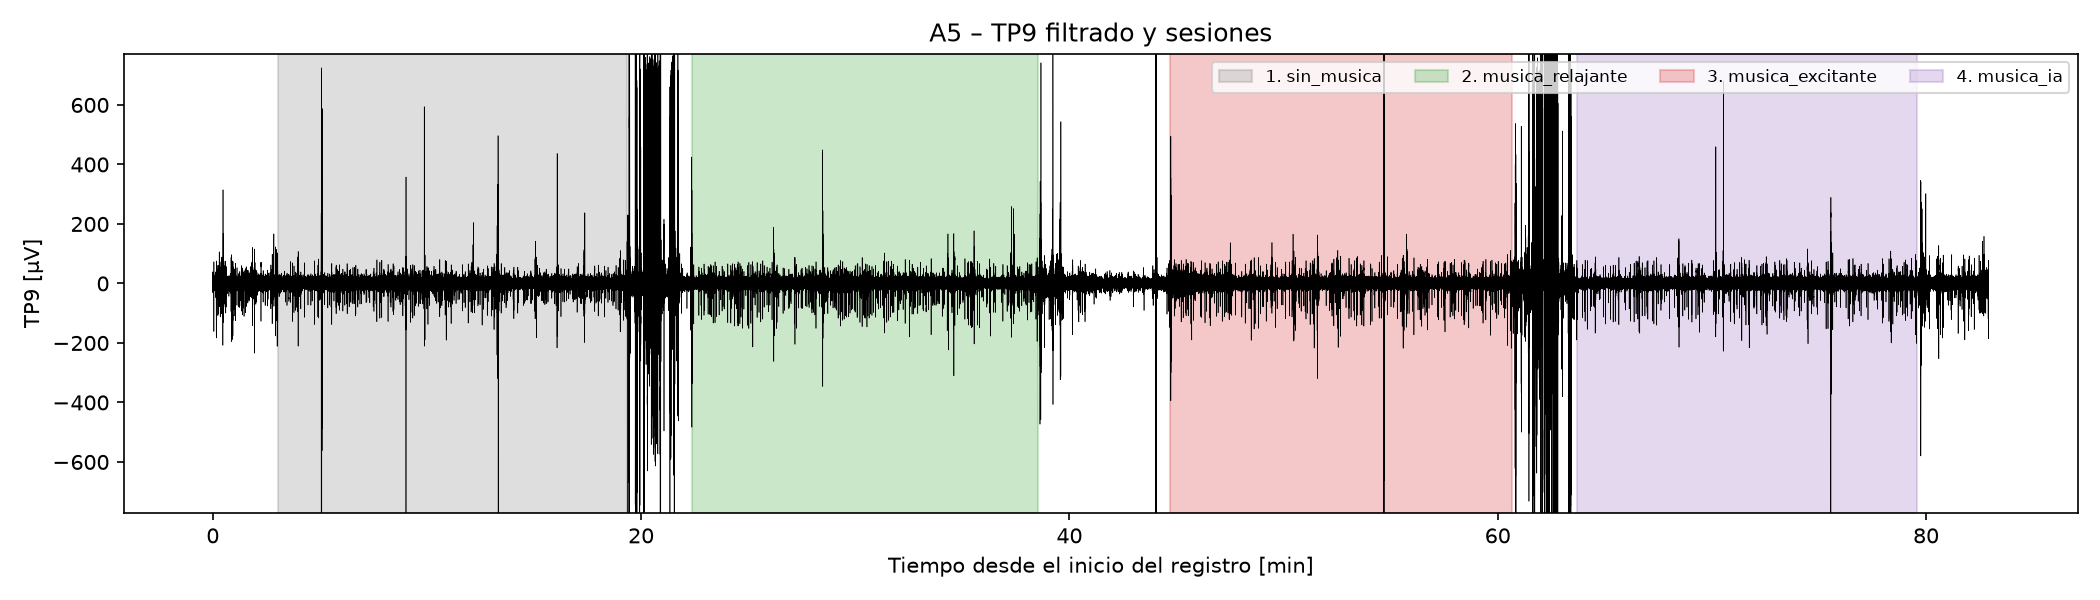 A5 – TP9 filtrado y sesiones
1. sin_musica 2. musica_relajante 3. musica_excitante 4. musica_ia
TP9 [µV]
600
400
200
0
−200
−400
−600
0 20 40 60 80
Tiempo desde el inicio del registro [min]